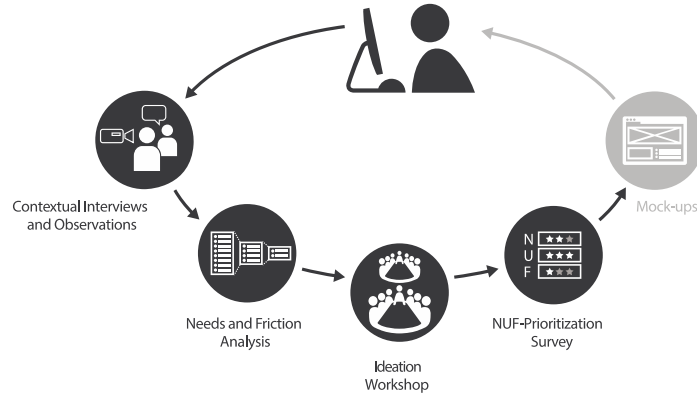 Contextual Interviews
and Observations
Needs and Friction
Analysis
Ideation
Workshop
N
U
F
NUF-Prioritization
Survey
Mock-ups